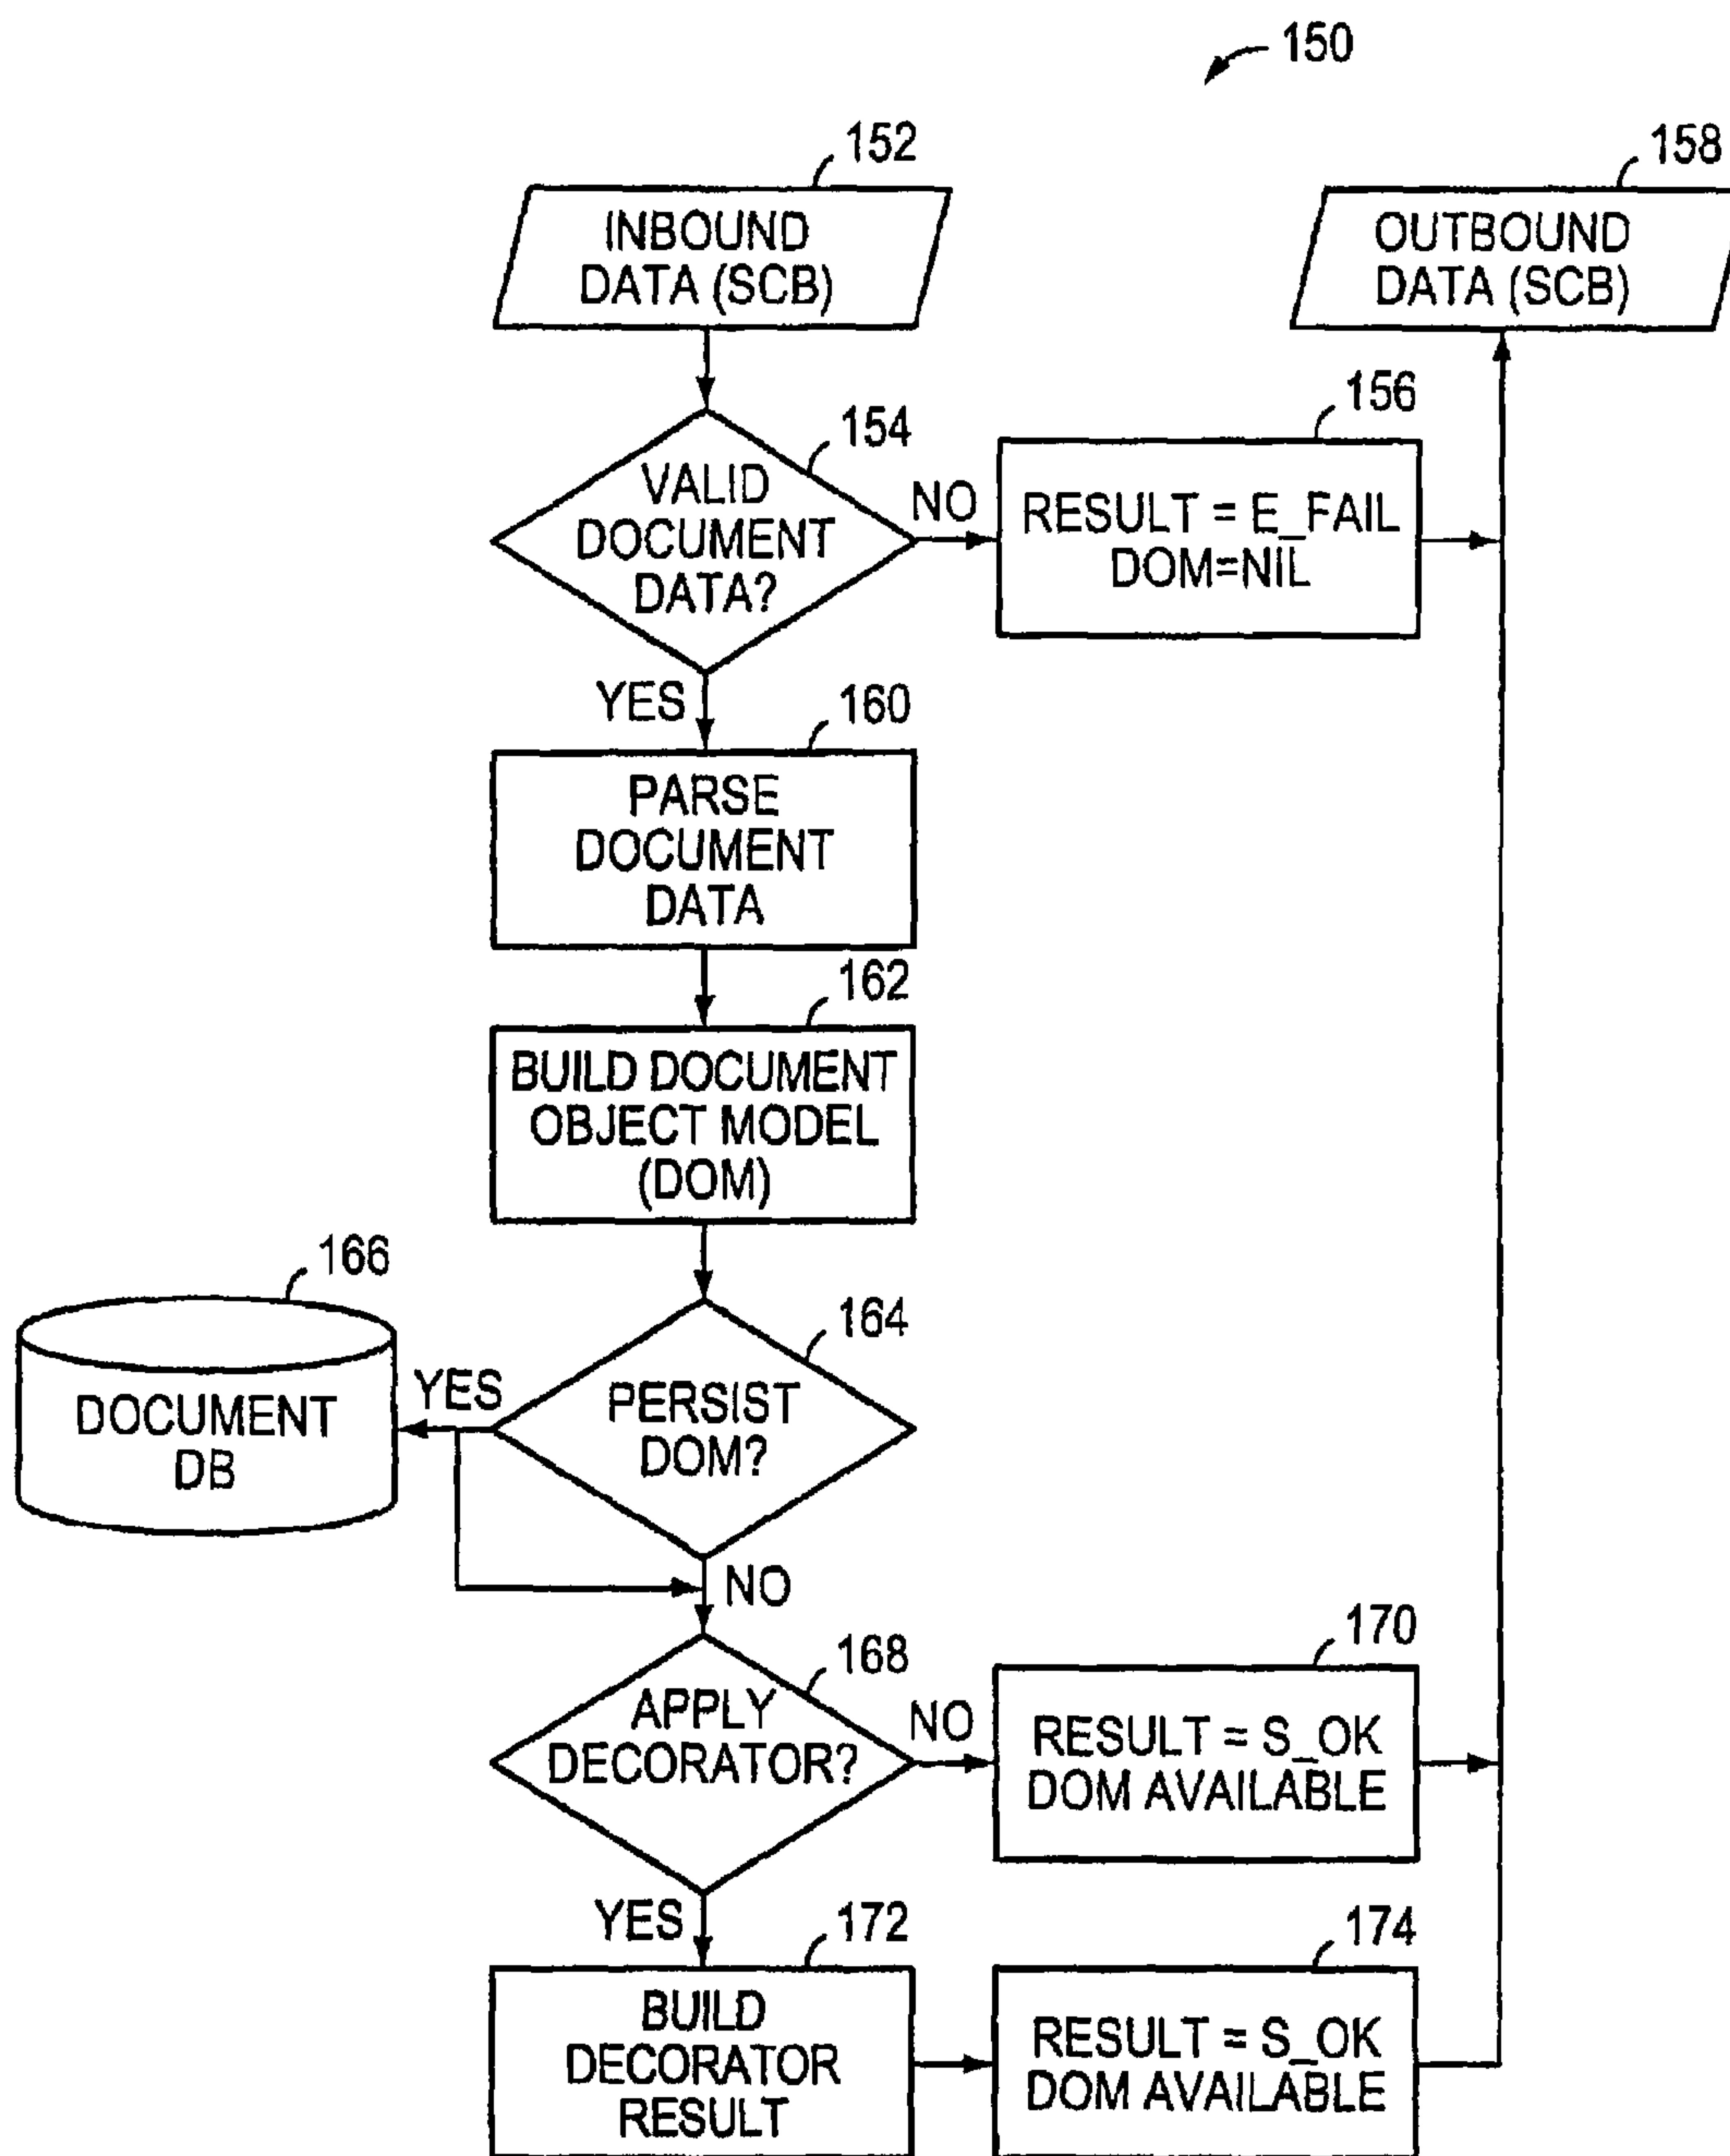 150
152
INBOUND
DATA (SCB)
158
OUTBOUND
DATA (SCB)
154
VALID
DOCUMENT
DATA?
NO
156
RESULT = E_FAIL
DOM=NIL
YES
160
PARSE
DOCUMENT
DATA
162
BUILD DOCUMENT
OBJECT MODEL
(DOM)
166
DOCUMENT
DB
YES
164
PERSIST
DOM?
NO
168
APPLY
DECORATOR?
NO
170
RESULT = S_OK
DOM AVAILABLE
YES
172
BUILD
DECORATOR
RESULT
174
RESULT = S_OK
DOM AVAILABLE